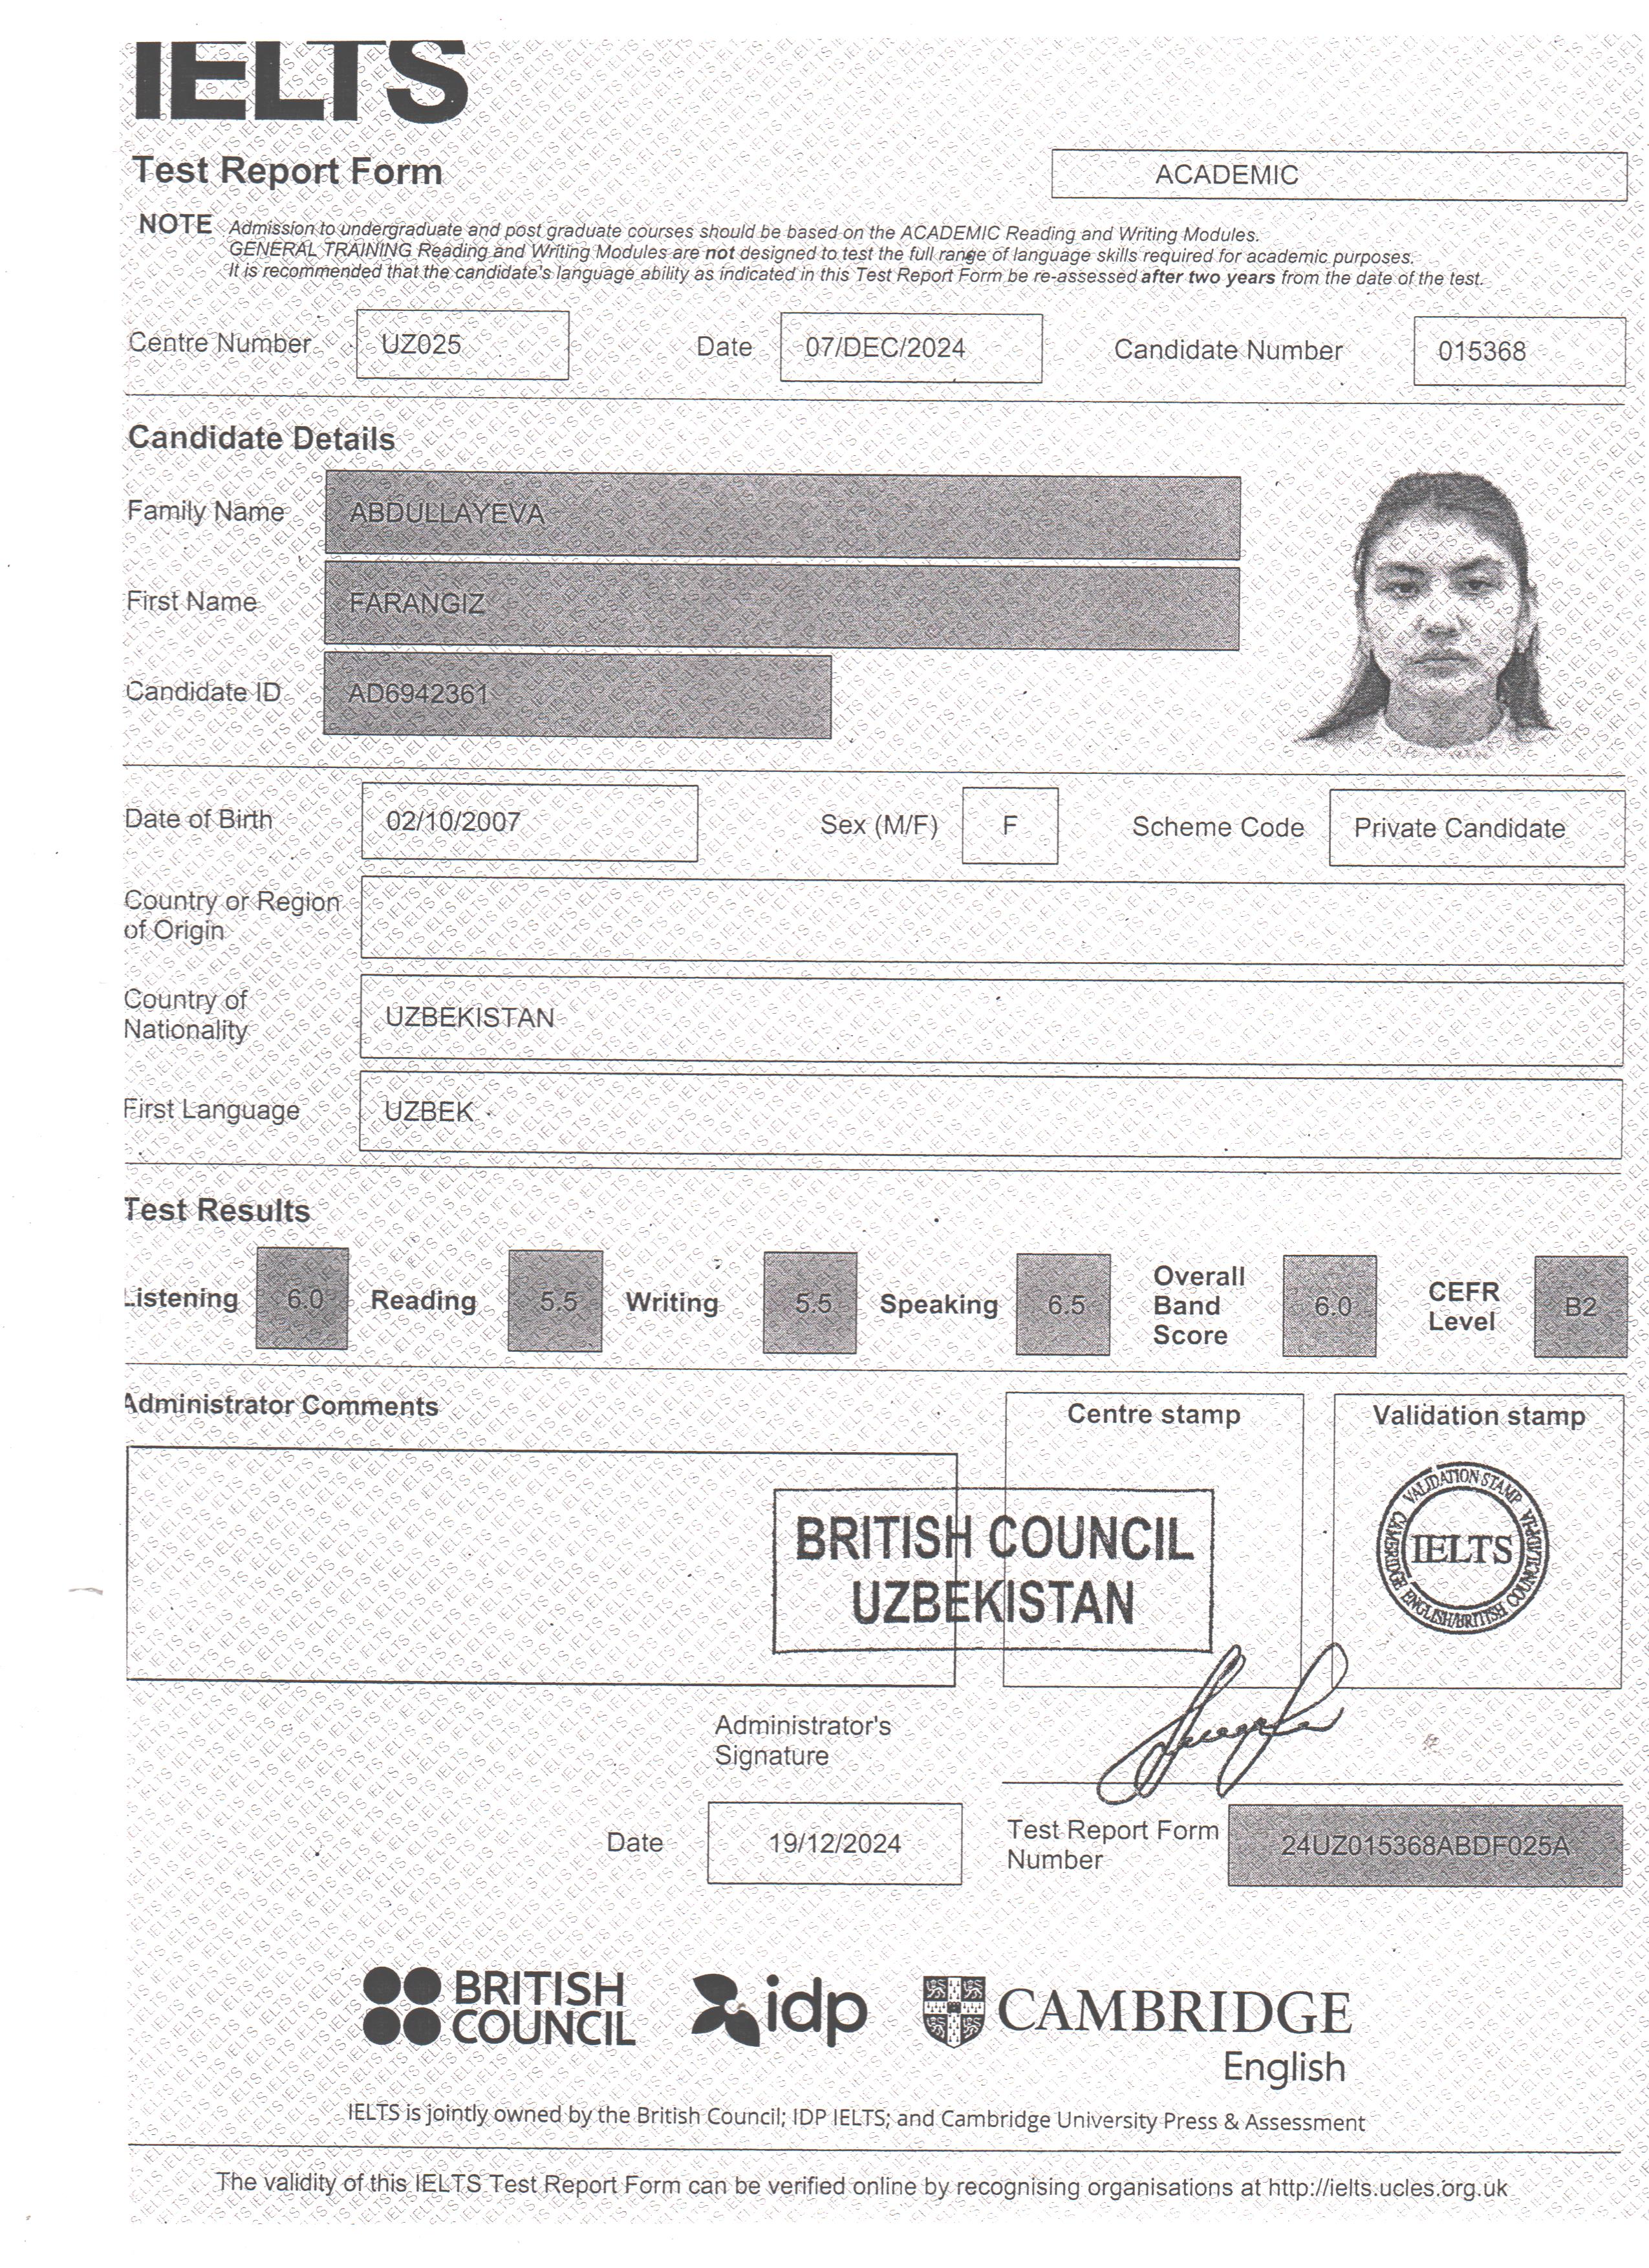 IELTS
Test Report Form
ACADEMIC
NOTE Admission to undergraduate and post graduate courses should be based on the ACADEMIC Reading and Writing Modules.
GENERAL TRAINING Reading and Writing Modules are not designed to test the full range of language skills required for academic purposes.
It is recommended that the candidate's language ability as indicated in this Test Report Form be re-assessed after two years from the date of the test.
Centre Number UZ025 Date 07/DEC/2024 Candidate Number 015368
Candidate Details
Family Name ABDULLAYEVA
First Name FARANGIZ
Candidate ID AD6942361
Date of Birth 02/10/2007 Sex (M/F) F Scheme Code Private Candidate
Country or Region
of Origin
Country of
Nationality UZBEKISTAN
First Language UZBEK
Test Results
Listening 6.0 Reading 5.5 Writing 5.5 Speaking 6.5 Overall Band Score 6.0 CEFR Level B2
Administrator Comments
Centre stamp
Validation stamp
BRITISH COUNCIL
UZBEKISTAN
VALIDATION STAMP
CAMBRIDGE ENGLISH/BRITISH COUNCIL/IDP:IA
IELTS
Administrator's
Signature
Date 19/12/2024
Test Report Form
Number 24UZ015368ABDF025A
BRITISH
COUNCIL
idp
CAMBRIDGE
English
IELTS is jointly owned by the British Council; IDP IELTS; and Cambridge University Press & Assessment
The validity of this IELTS Test Report Form can be verified online by recognising organisations at http://ielts.ucles.org.uk